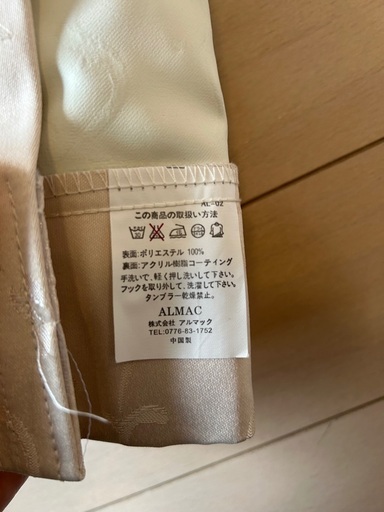 AL-02
この商品の取扱い方法
表面:ポリエステル 100%
裏面:アクリル樹脂コーティング
手洗いで、軽く押し洗いして下さい。
フックを取り外して、洗濯して下さい。
タンブラー乾燥禁止。
ALMAC
株式会社 アルマック
TEL:0776-83-1752
中国製